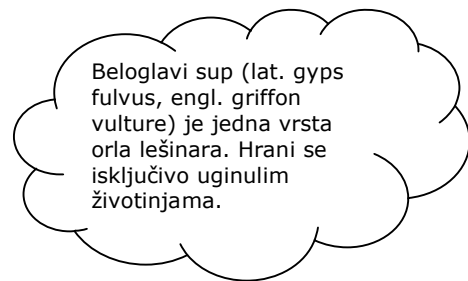 Beloglavi sup (lat. gyps
fulvus, engl. griffon
vulture) je jedna vrsta
orla lešinara. Hrani se
isključivo uginulim
životinjama.